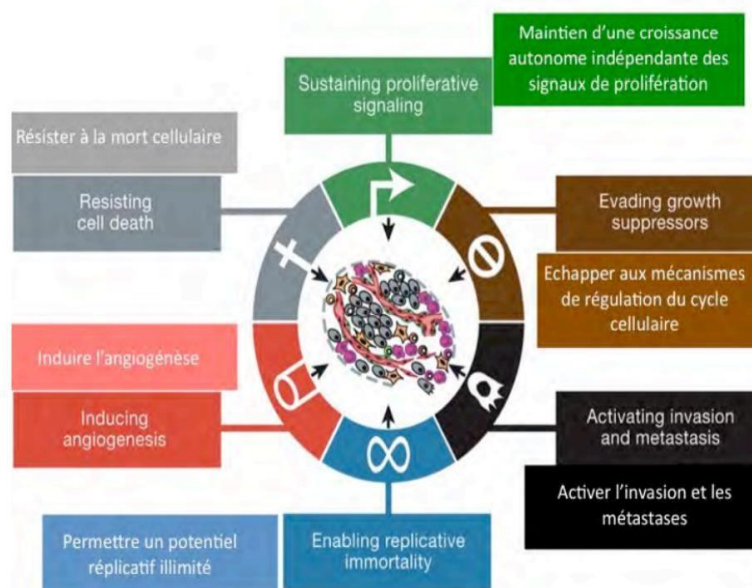 Maintien d'une croissance
autonome indépendante des
signaux de prolifération
Sustaining proliferative
signaling
Résister à la mort cellulaire
Resisting
cell death
Evading growth
suppressors
Echapper aux mécanismes
de régulation du cycle
cellulaire
Induire l'angiogénèse
Inducing
angiogenesis
Activating invasion
and metastasis
Activer l'invasion et les
métastases
Permettre un potentiel
réplicatif illimité
Enabling replicative
immortality